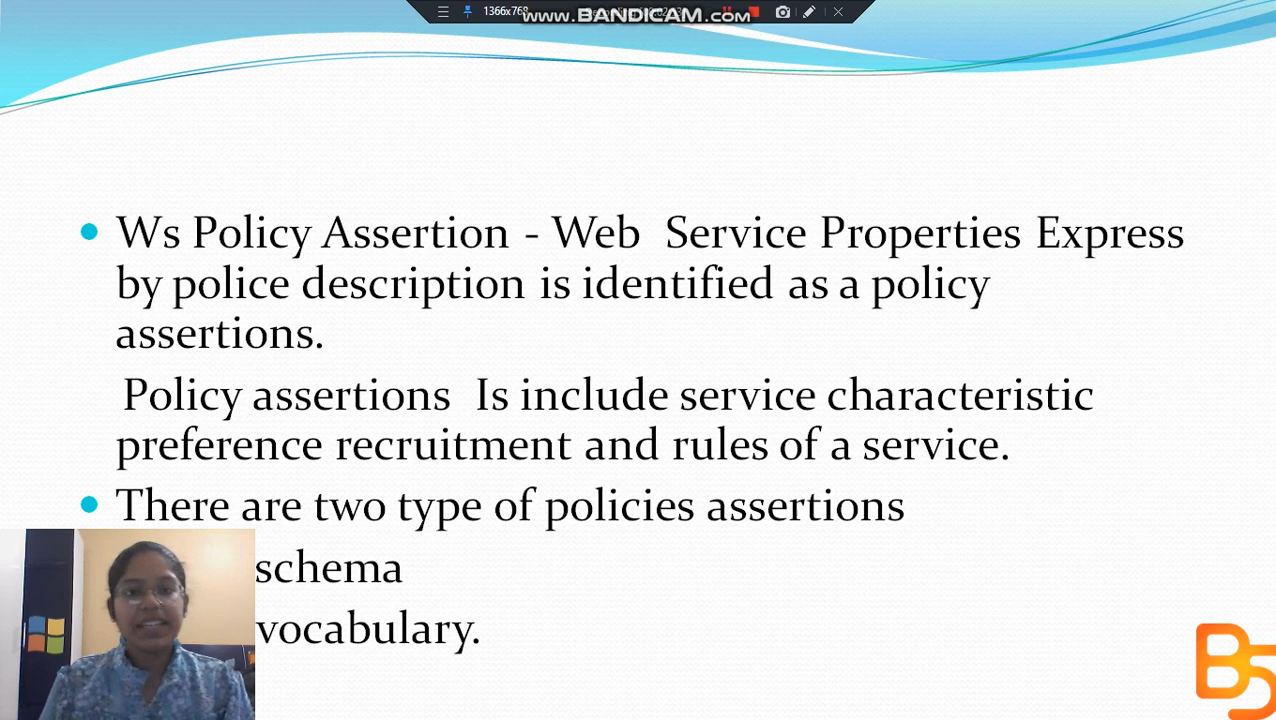 1366x768
www.BANDICAM.com
Ws Policy Assertion - Web Service Properties Express
by police description is identified as a policy
assertions.
Policy assertions Is include service characteristic
preference recruitment and rules of a service.
There are two type of policies assertions
schema
vocabulary.
B5